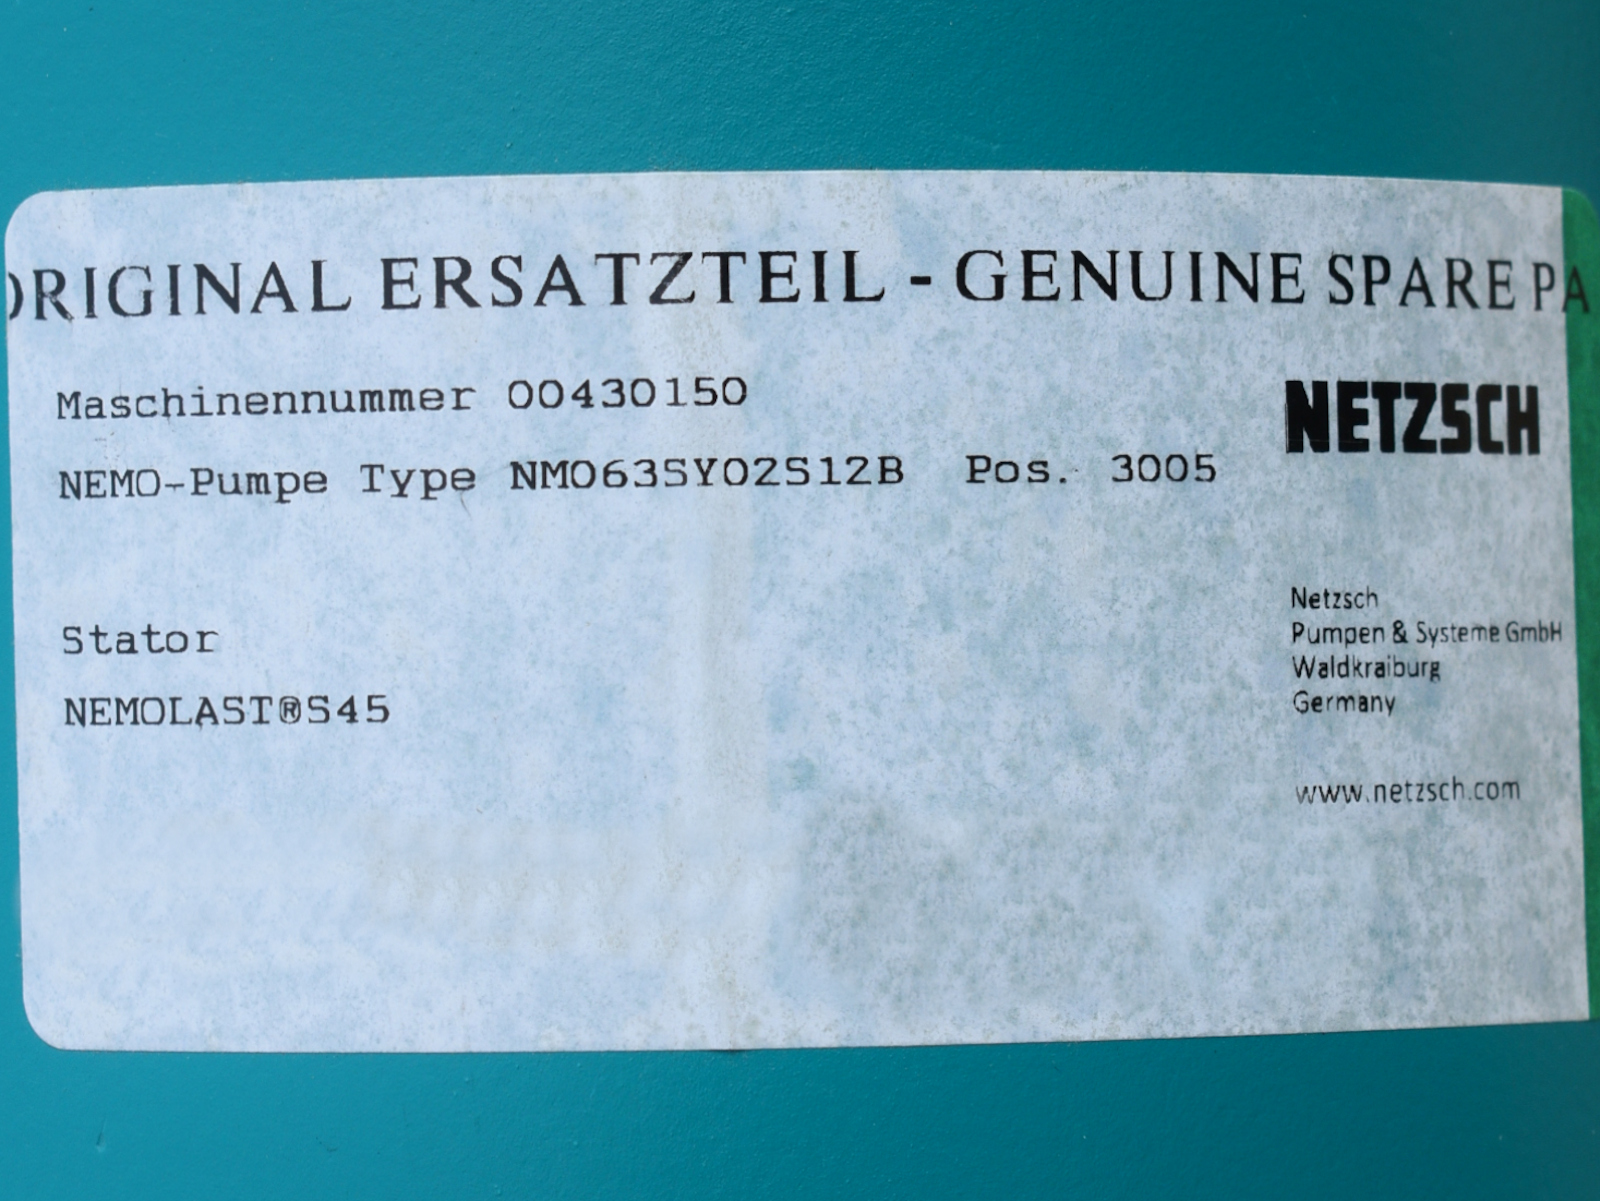 ORIGINAL ERSATZTEIL - GENUINE SPARE PA
Maschinennummer 00430150
NEMO-Pumpe Type NM063SY02S12B Pos. 3005
NETZSCH
Stator
NEMOLAST®S45
Netzsch
Pumpen & Systeme GmbH
Waldkraiburg
Germany
www.netzsch.com